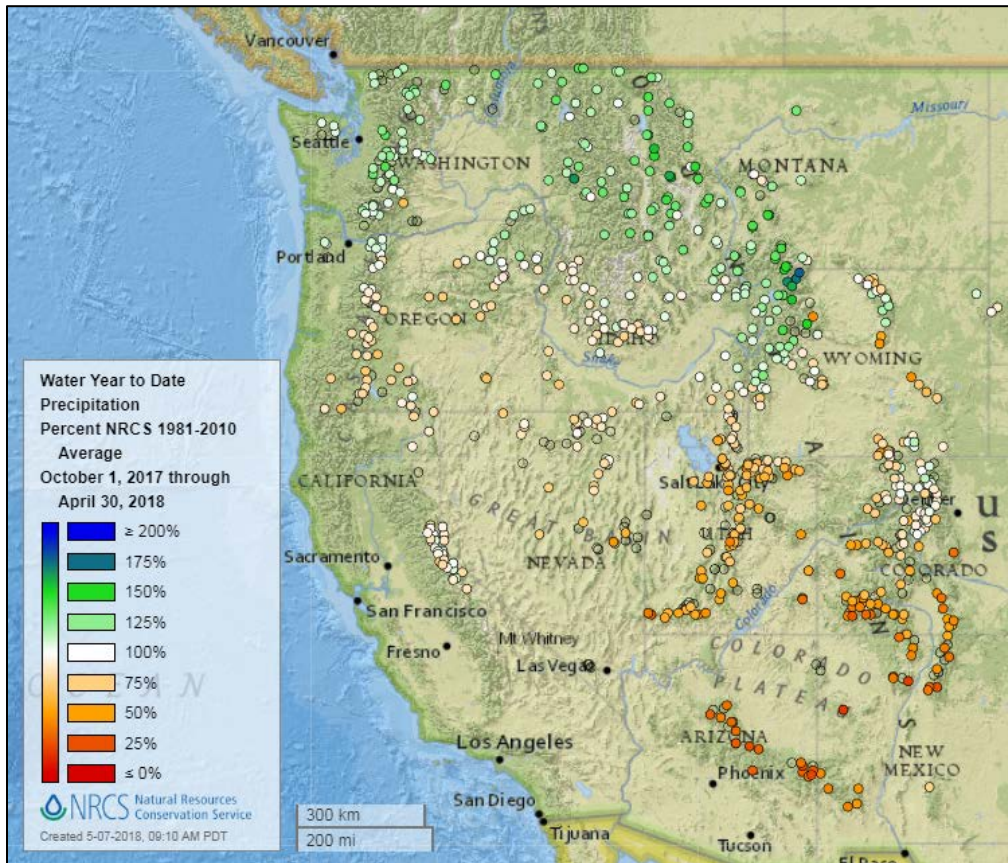 Vancouver
Columbia
Missouri
Seattle
WASHINGTON
MONTANA
Portland
OREGON
IDAHO
Snake
WYOMING
Water Year to Date
Precipitation
Percent NRCS 1981-2010
Average
October 1, 2017 through
April 30, 2018
≥ 200%
175%
150%
125%
100%
75%
50%
25%
≤ 0%
NRCS Natural Resources
Conservation Service
Created 5-07-2018, 09:10 AM PDT
CALIFORNIA
GREAT BASIN
Salt Lake City
UTAH
NEVADA
Denver
US
COLORADO
Sacramento
San Francisco
Colorado
Mt Whitney
Fresno
Las Vegas
COLORADO
PLATEAU
OCEAN
ARIZONA
NEW
MEXICO
Los Angeles
Phoenix
San Diego
Tijuana
Tucson
El Paso
300 km
200 mi